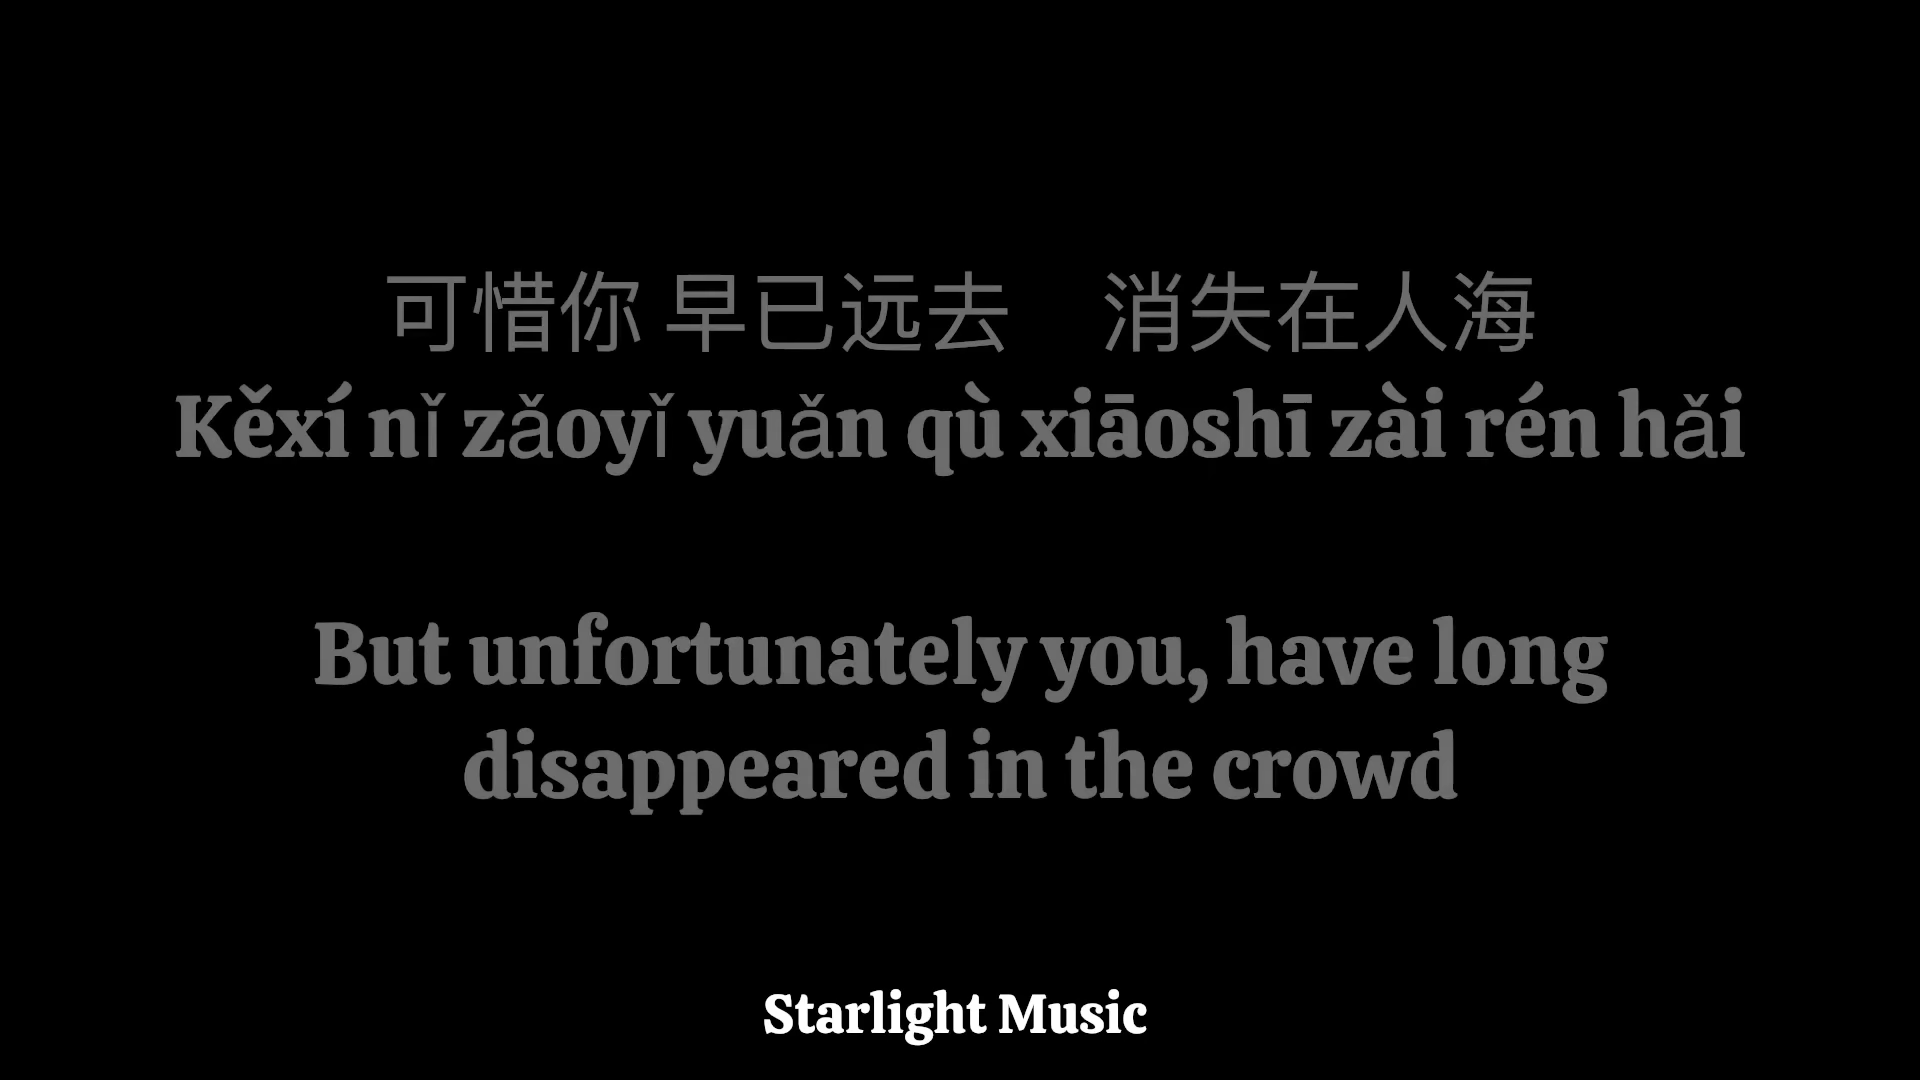 可惜你 早已远去　消失在人海
Kěxí nǐ zǎoyǐ yuǎn qù xiāoshī zài rén hǎi
But unfortunately you, have long
disappeared in the crowd
Starlight Music